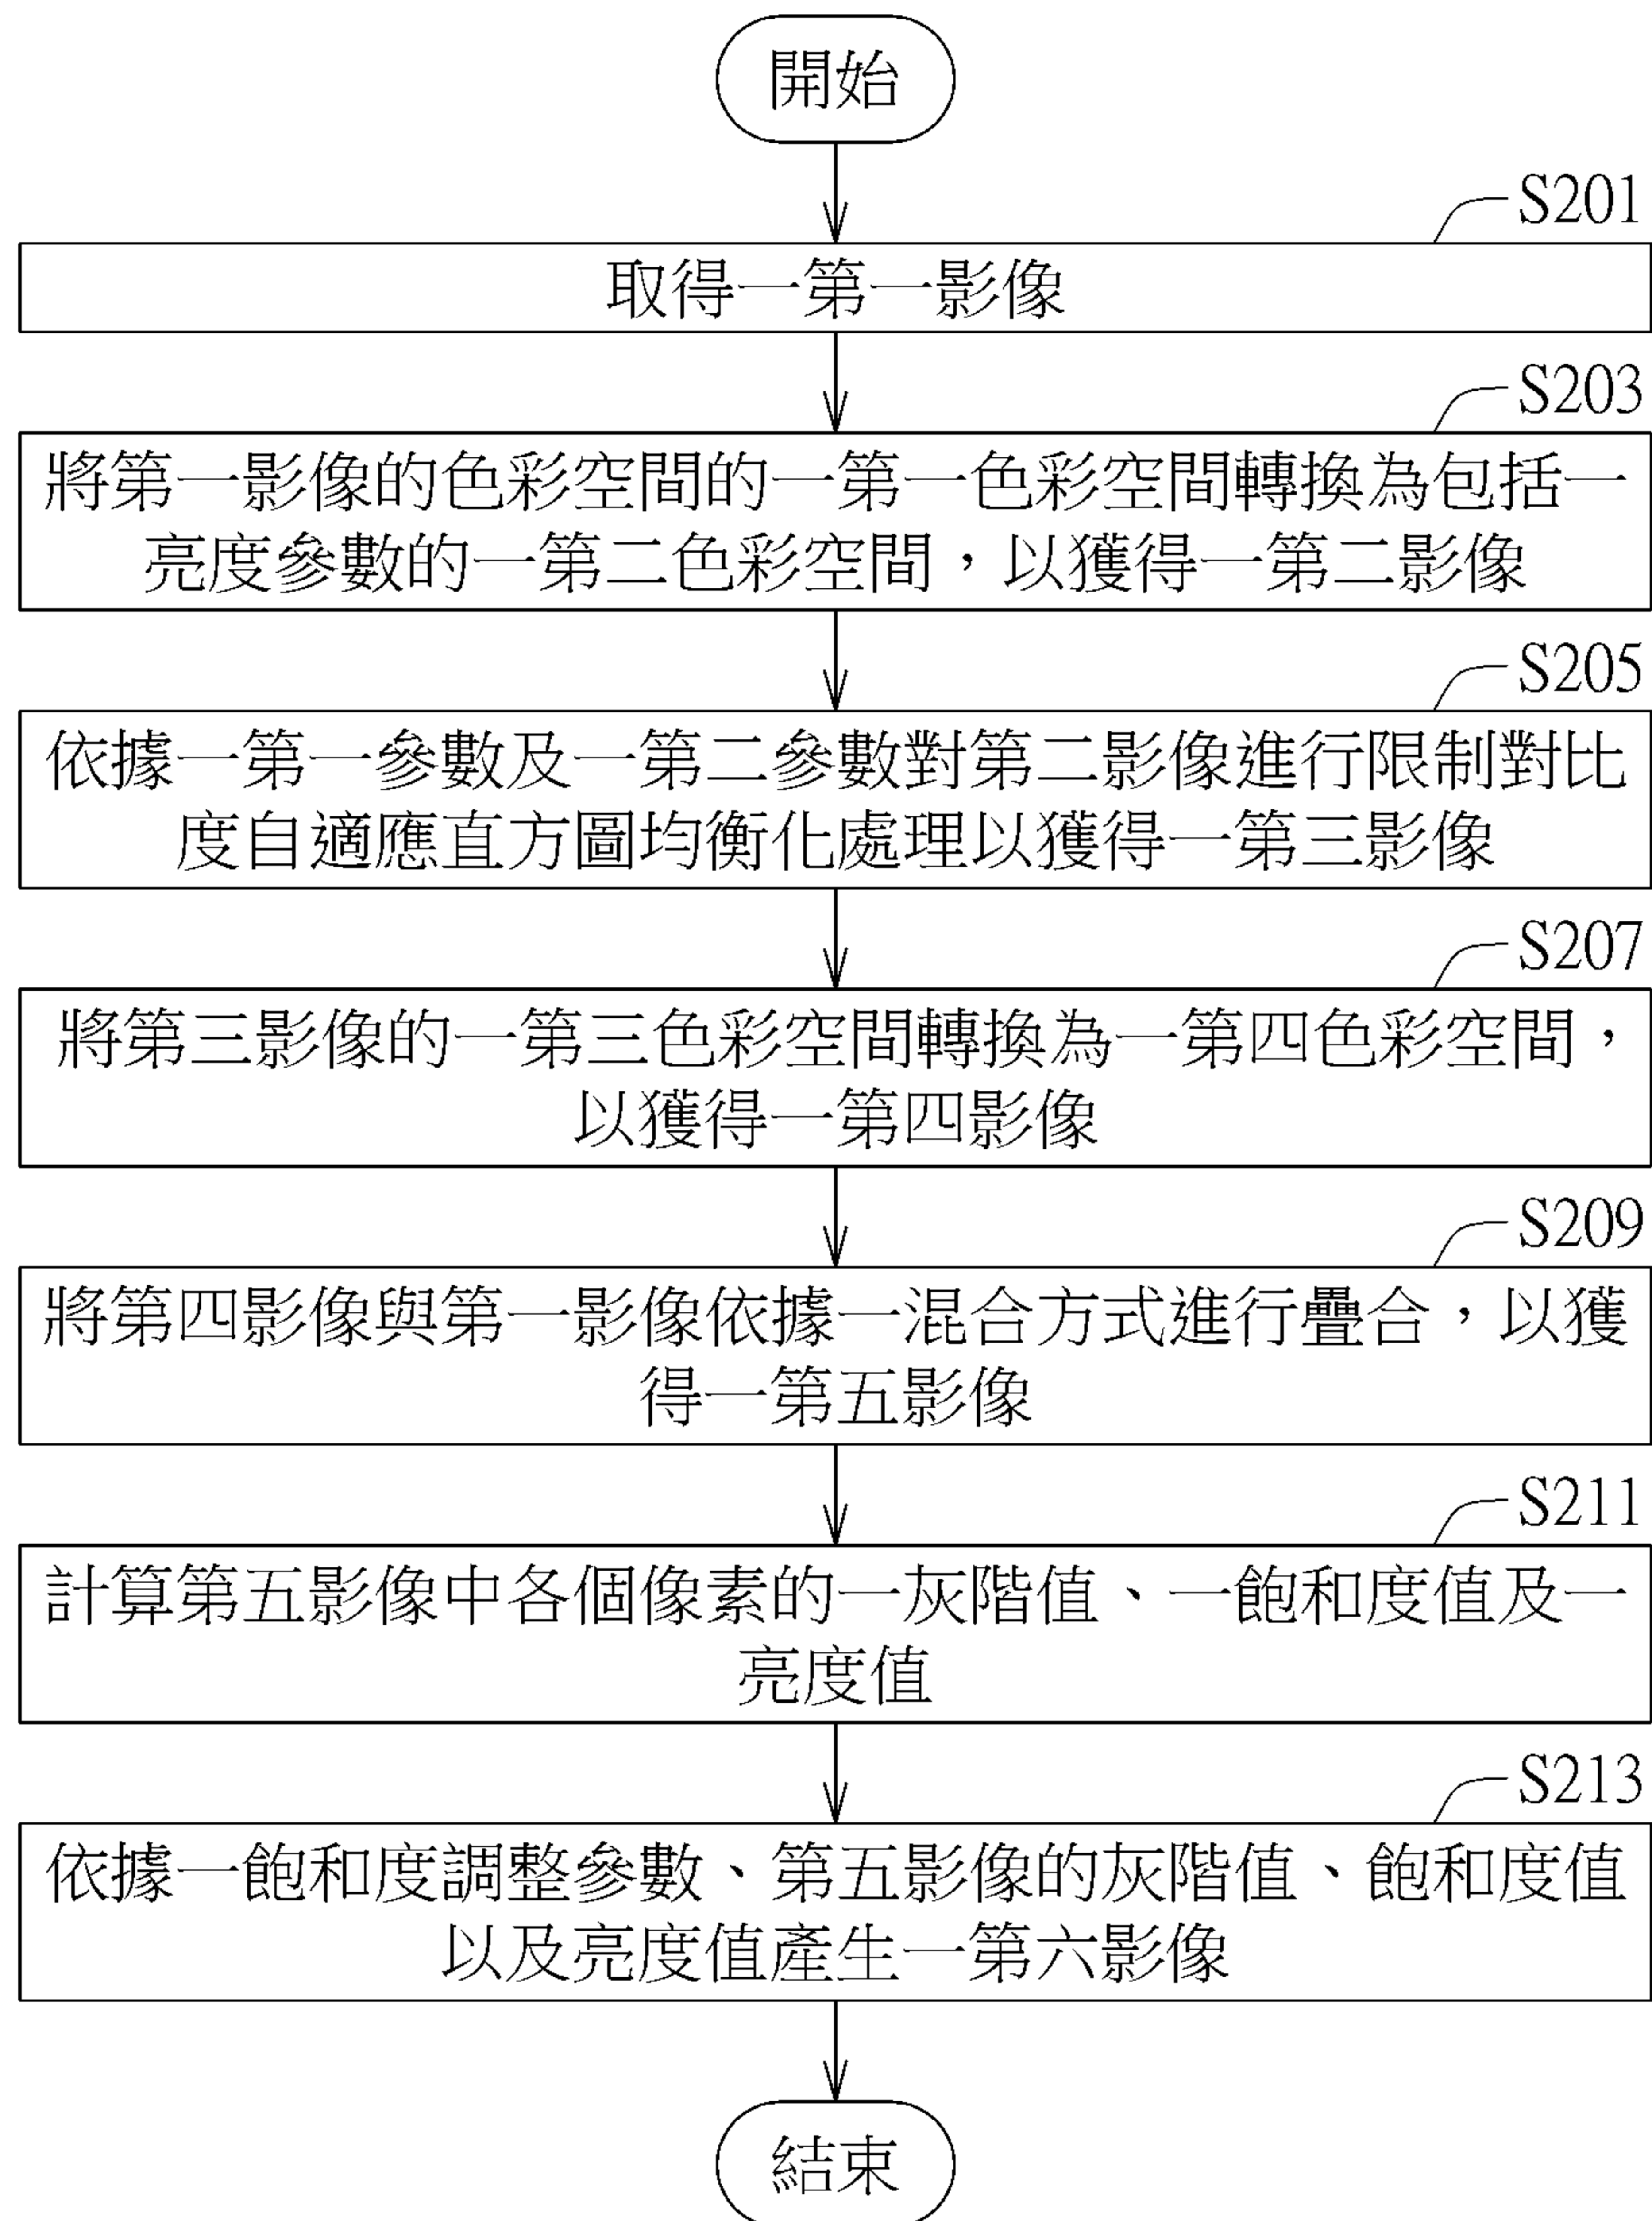 開始
S201
取得一第一影像
S203
將第一影像的色彩空間的一第一色彩空間轉換為包括一
亮度參數的一第二色彩空間，以獲得一第二影像
S205
依據一第一參數及一第二參數對第二影像進行限制對比
度自適應直方圖均衡化處理以獲得一第三影像
S207
將第三影像的一第三色彩空間轉換為一第四色彩空間，
以獲得一第四影像
S209
將第四影像與第一影像依據一混合方式進行疊合，以獲
得一第五影像
S211
計算第五影像中各個像素的一灰階值、一飽和度值及一
亮度值
S213
依據一飽和度調整參數、第五影像的灰階值、飽和度值
以及亮度值產生一第六影像
結束